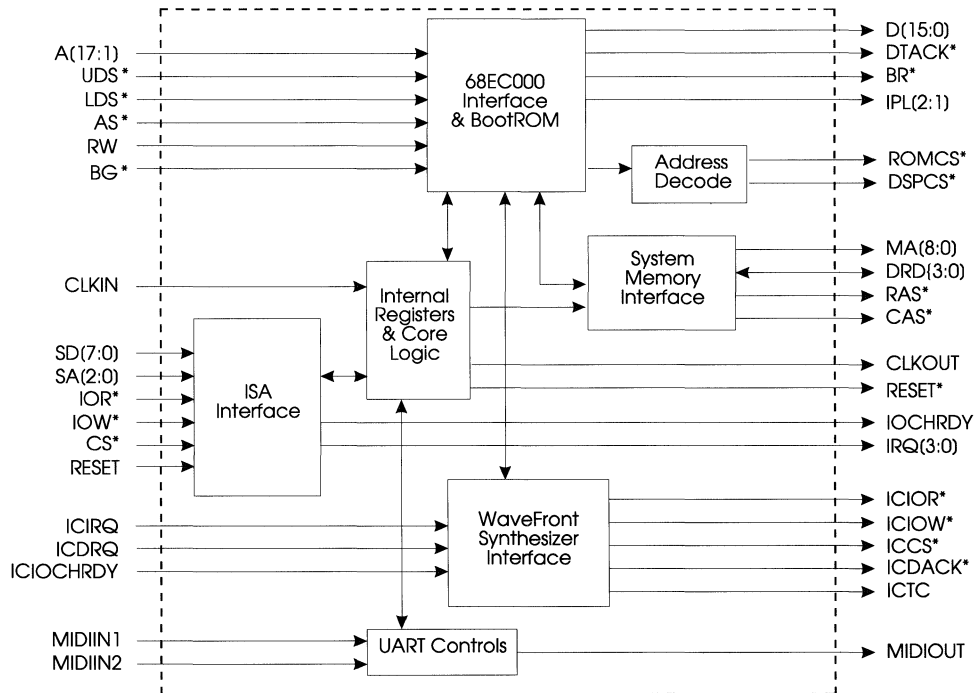 A(17:1)
UDS*
LDS*
AS*
RW
BG*
68EC000
Interface
& BootROM
D(15:0)
DTACK*
BR*
IPL(2:1)
Address
Decode
ROMCS*
DSPCS*
CLKIN
Internal
Registers
& Core
Logic
System
Memory
Interface
MA(8:0)
DRD{3:0)
RAS*
CAS*
SD(7:0)
SA(2:0)
IOR*
IOW*
CS*
RESET
ISA
Interface
CLKOUT
RESET*
IOCHRDY
IRQ(3:0)
ICIRQ
ICDRQ
ICIOCHRDY
WaveFront
Synthesizer
Interface
ICIOR*
ICIOW*
ICCS*
ICDACK*
ICTC
MIDIIN1
MIDIIN2
UART Controls
MIDIOUT